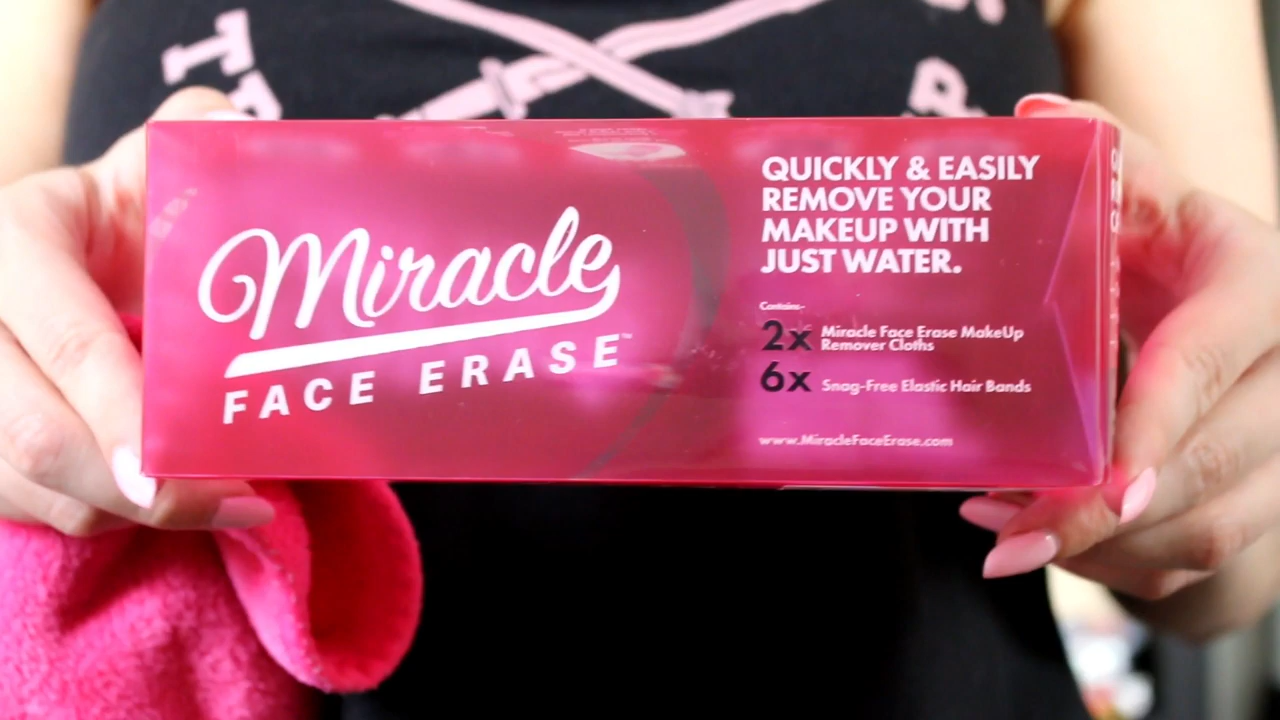 Miracle
FACE ERASE™
QUICKLY & EASILY
REMOVE YOUR
MAKEUP WITH
JUST WATER.
Contains-
2x Miracle Face Erase MakeUp
Remover Cloths
6x Snag-Free Elastic Hair Bands
www.MiracleFaceErase.com